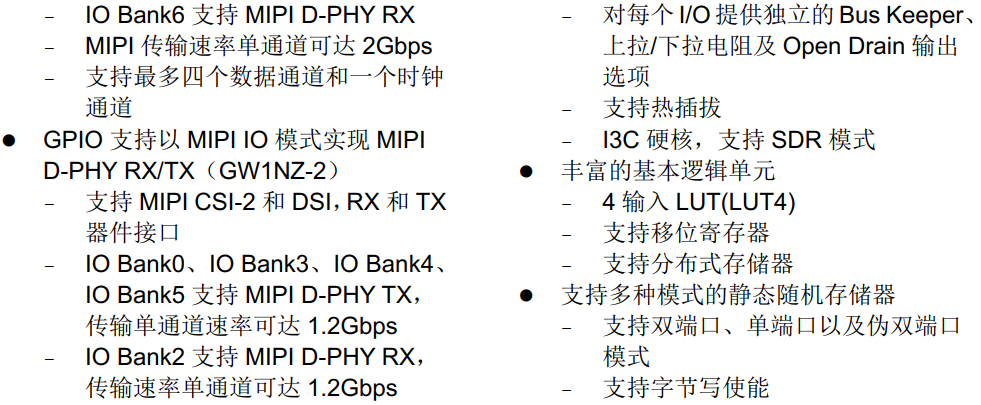 – IO Bank6 支持 MIPI D-PHY RX
– MIPI 传输速率单通道可达 2Gbps
– 支持最多四个数据通道和一个时钟
通道
● GPIO 支持以 MIPI IO 模式实现 MIPI
D-PHY RX/TX（GW1NZ-2）
– 支持 MIPI CSI-2 和 DSI，RX 和 TX
器件接口
– IO Bank0、IO Bank3、IO Bank4、
IO Bank5 支持 MIPI D-PHY TX，
传输单通道速率可达 1.2Gbps
– IO Bank2 支持 MIPI D-PHY RX，
传输速率单通道可达 1.2Gbps
– 对每个 I/O 提供独立的 Bus Keeper、
上拉/下拉电阻及 Open Drain 输出
选项
– 支持热插拔
– I3C 硬核，支持 SDR 模式
● 丰富的基本逻辑单元
– 4 输入 LUT(LUT4)
– 支持移位寄存器
– 支持分布式存储器
● 支持多种模式的静态随机存储器
– 支持双端口、单端口以及伪双端口
模式
– 支持字节写使能